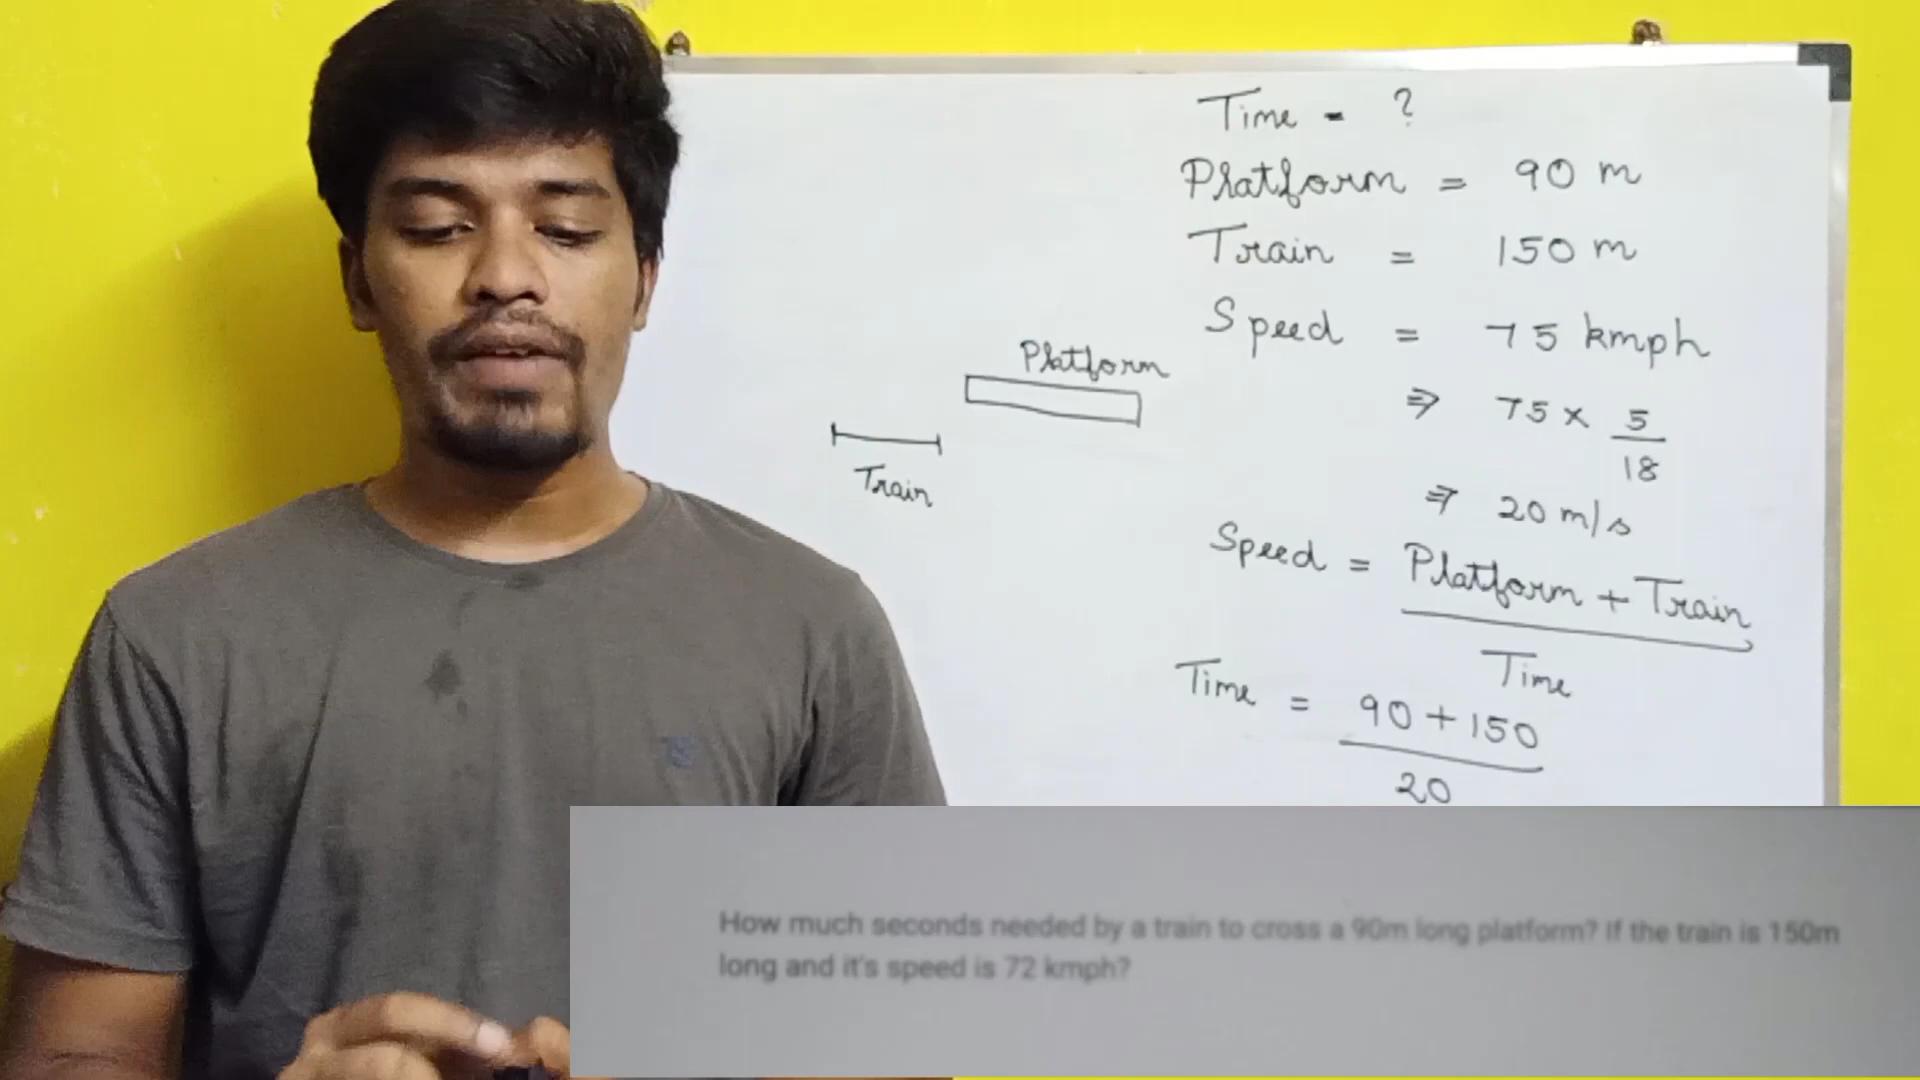 Time - ?
Platform = 90 m
Train = 150 m
Speed = 75 kmph
⇒ 75 × 5/18
⇒ 20 m/s
Platform
Train
Speed = Platform + Train / Time
Time = 90 + 150 / 20
How much seconds needed by a train to cross a 90m long platform? If the train is 150m
long and it's speed is 72 kmph?